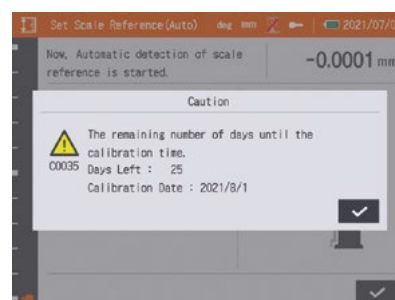 Set Scale Reference(Auto) deg mm 2021/07/0
Now, Automatic detection of scale
reference is started.
-0.0001 mm
Caution
The remaining number of days until the
calibration time.
C0035
Days Left : 25
Calibration Date : 2021/8/1